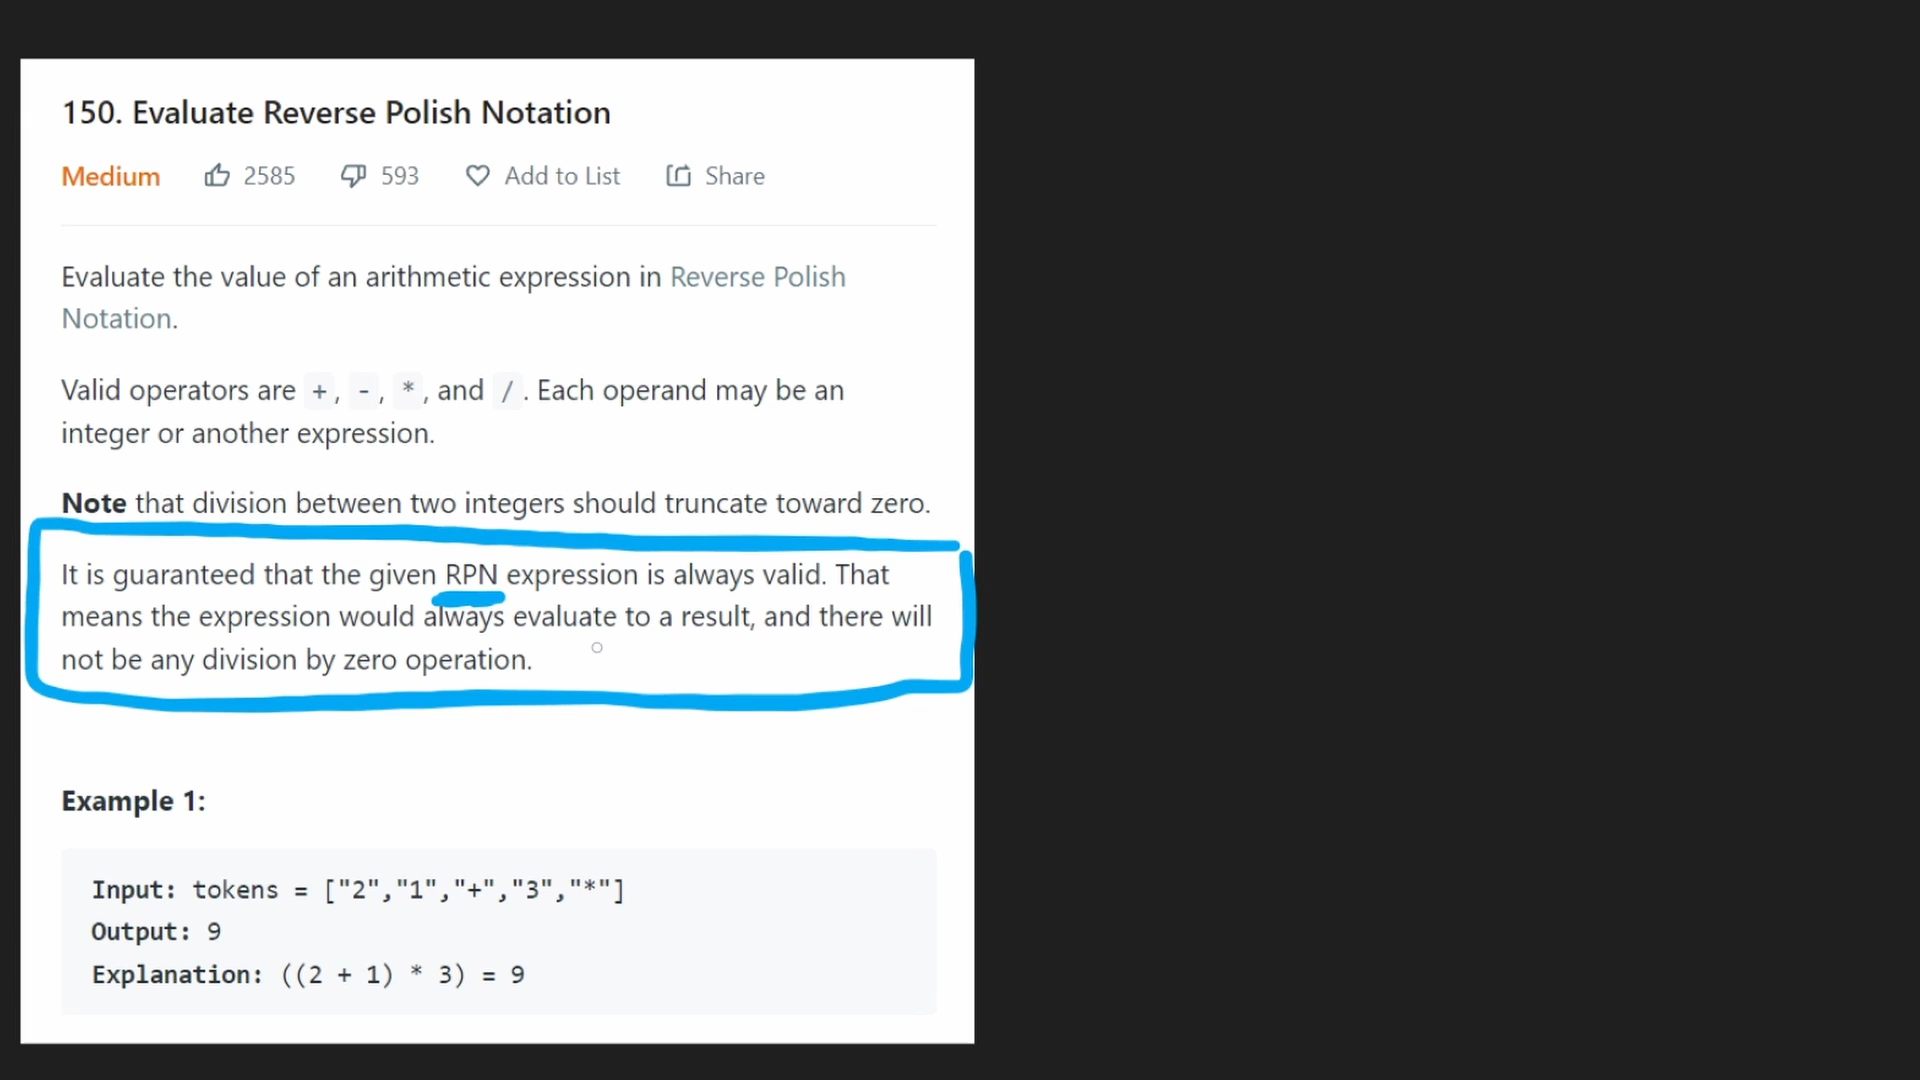 150. Evaluate Reverse Polish Notation
Medium 2585 593 Add to List Share
Evaluate the value of an arithmetic expression in Reverse Polish
Notation.
Valid operators are +, -, *, and /. Each operand may be an
integer or another expression.
Note that division between two integers should truncate toward zero.
It is guaranteed that the given RPN expression is always valid. That
means the expression would always evaluate to a result, and there will
not be any division by zero operation.
Example 1:
Input: tokens = ["2","1","+","3","*"]
Output: 9
Explanation: ((2 + 1) * 3) = 9